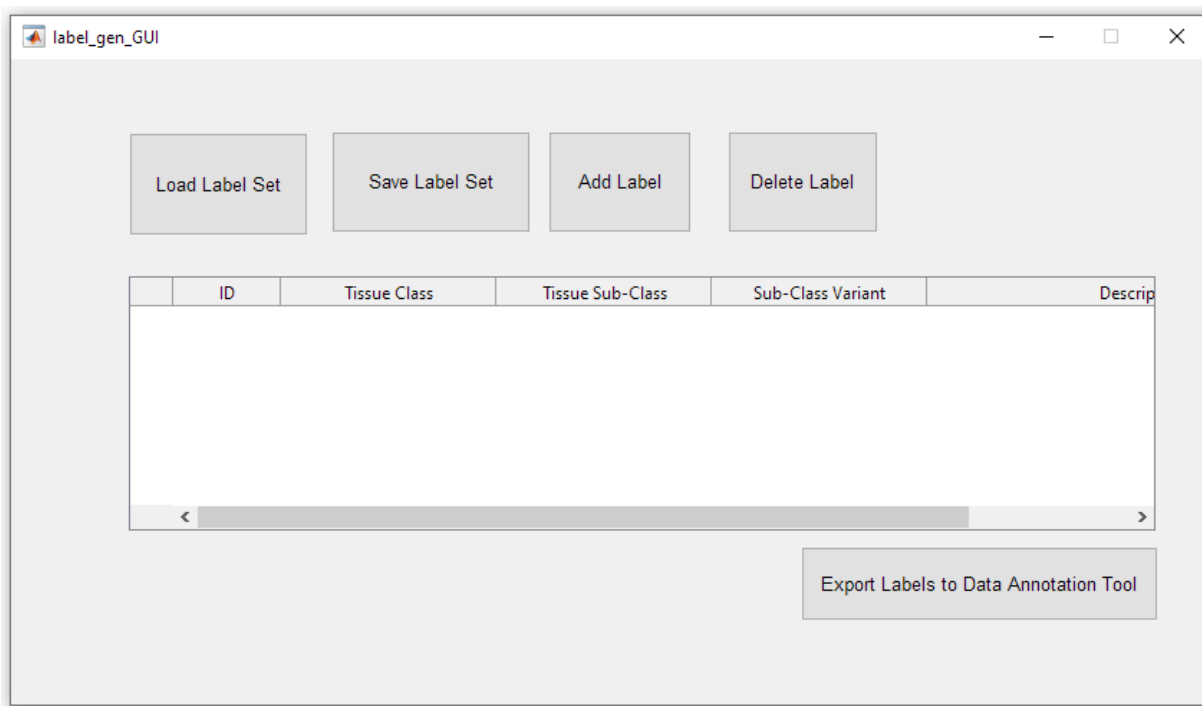 label_gen_GUI
Load Label Set
Save Label Set
Add Label
Delete Label
ID
Tissue Class
Tissue Sub-Class
Sub-Class Variant
Descrip
Export Labels to Data Annotation Tool